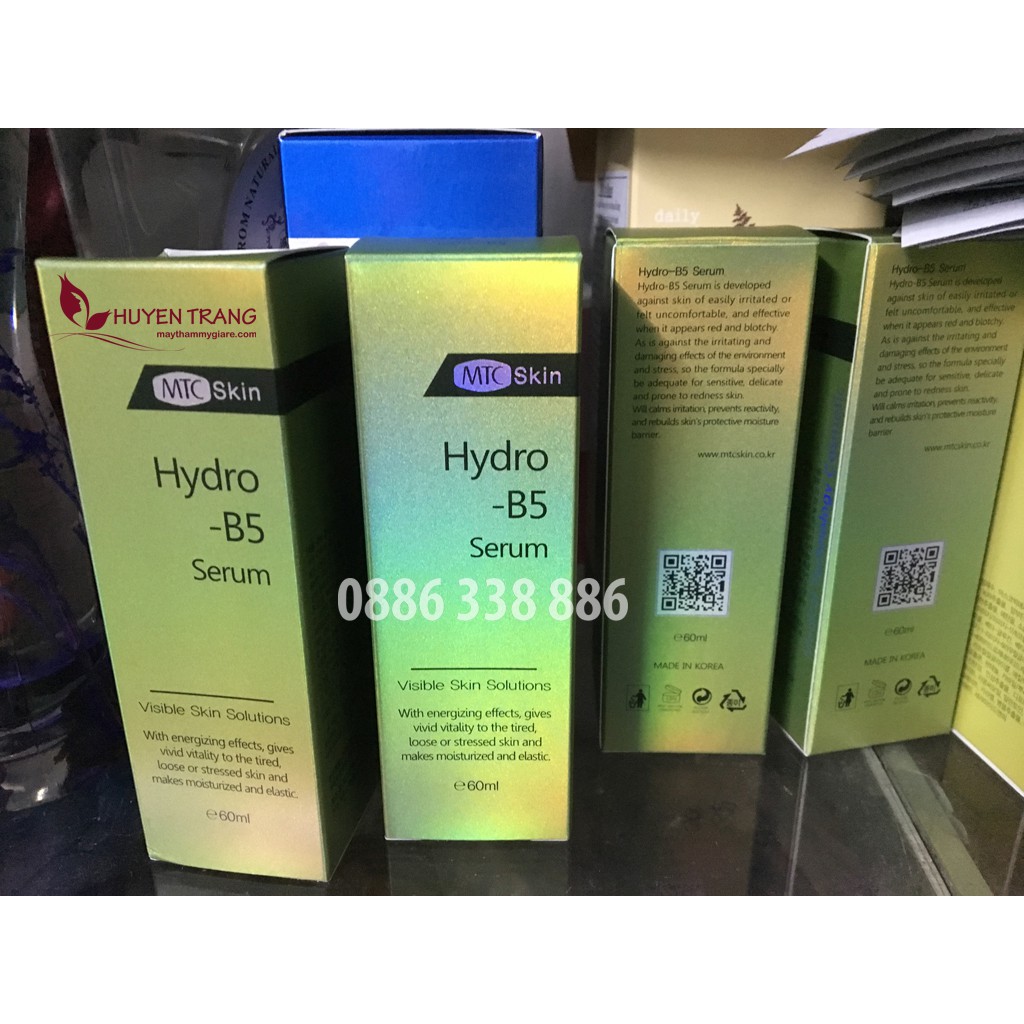 HUYEN TRANG
maythammygiare.com
MTC Skin
Hydro
-B5
Serum
Visible Skin Solutions
With energizing effects, gives
vivid vitality to the tired,
loose or stressed skin and
makes moisturized and elastic.
℮60ml
MTC Skin
Hydro
-B5
Serum
Visible Skin Solutions
With energizing effects, gives
vivid vitality to the tired,
loose or stressed skin and
makes moisturized and elastic.
℮60ml
0886 338 886
ROM NATURAL
daily
Hydro-B5 Serum
Hydro-B5 Serum is developed
against skin of easily irritated or
felt uncomfortable, and effective
when it appears red and blotchy.
As is against the irritating and
damaging effects of the environment
and stress, so the formula specially
be adequate for sensitive, delicate
and prone to redness skin.
Will calms irritation, prevents reactivity,
and rebuilds skin's protective moisture
barrier.
www.mtcskin.co.kr
℮60ml
MADE IN KOREA
Hydro-B5 Serum
Hydro-B5 Serum is developed
against skin of easily irritated or
felt uncomfortable, and effective
when it appears red and blotchy.
As is against the irritating and
damaging effects of the environment
and stress, so the formula specially
be adequate for sensitive, delicate
and prone to redness skin.
Will calms irritation, prevents reactivity,
and rebuilds skin's protective moisture
barrier.
www.mtcskin.co.kr
℮60ml
MADE IN KOREA